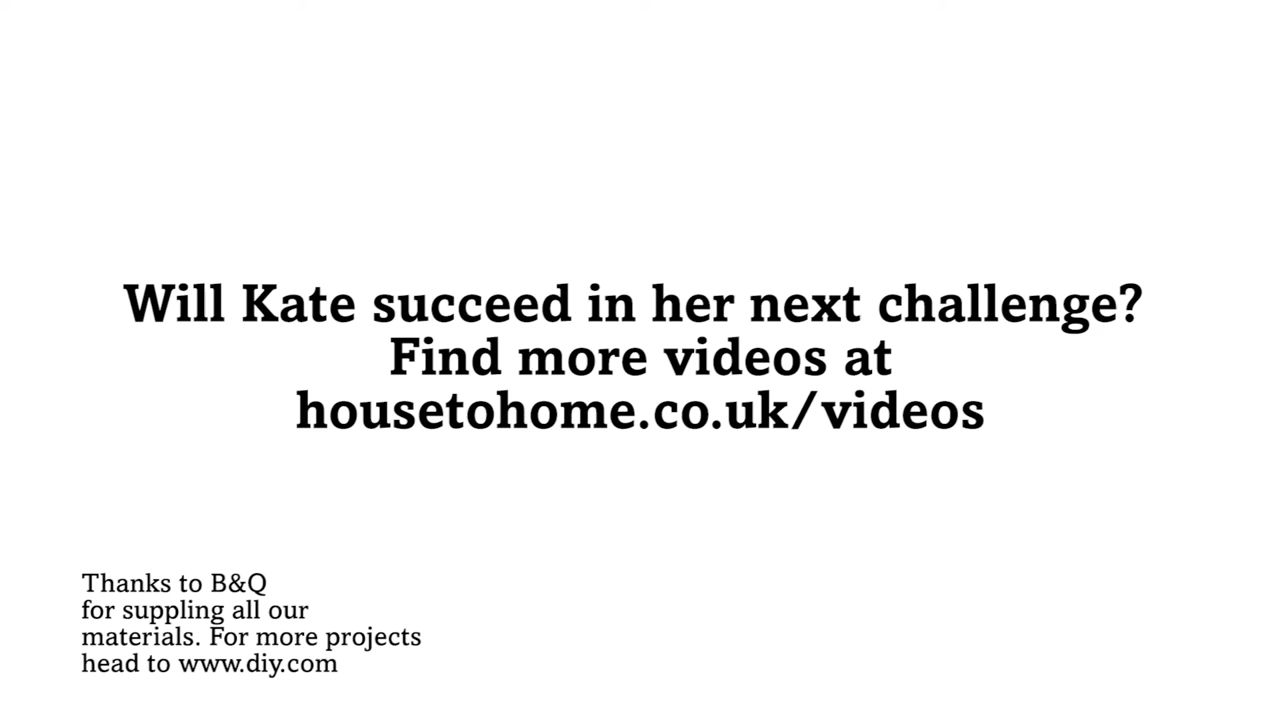 Will Kate succeed in her next challenge?
Find more videos at
housetohome.co.uk/videos
Thanks to B&Q
for suppling all our
materials. For more projects
head to www.diy.com